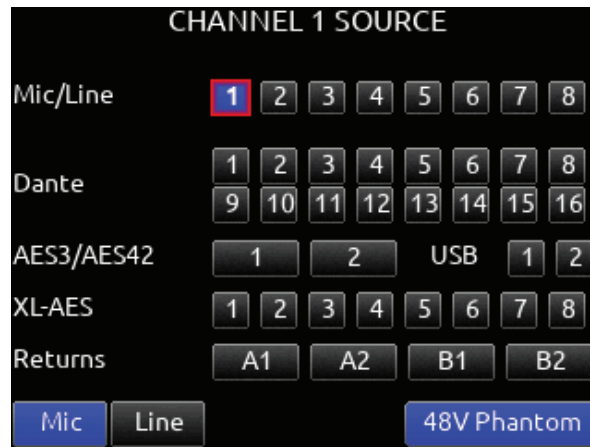 CHANNEL 1 SOURCE
Mic/Line 1 2 3 4 5 6 7 8
Dante 1 2 3 4 5 6 7 8
9 10 11 12 13 14 15 16
AES3/AES42 1 2 USB 1 2
XL-AES 1 2 3 4 5 6 7 8
Returns A1 A2 B1 B2
Mic Line 48V Phantom